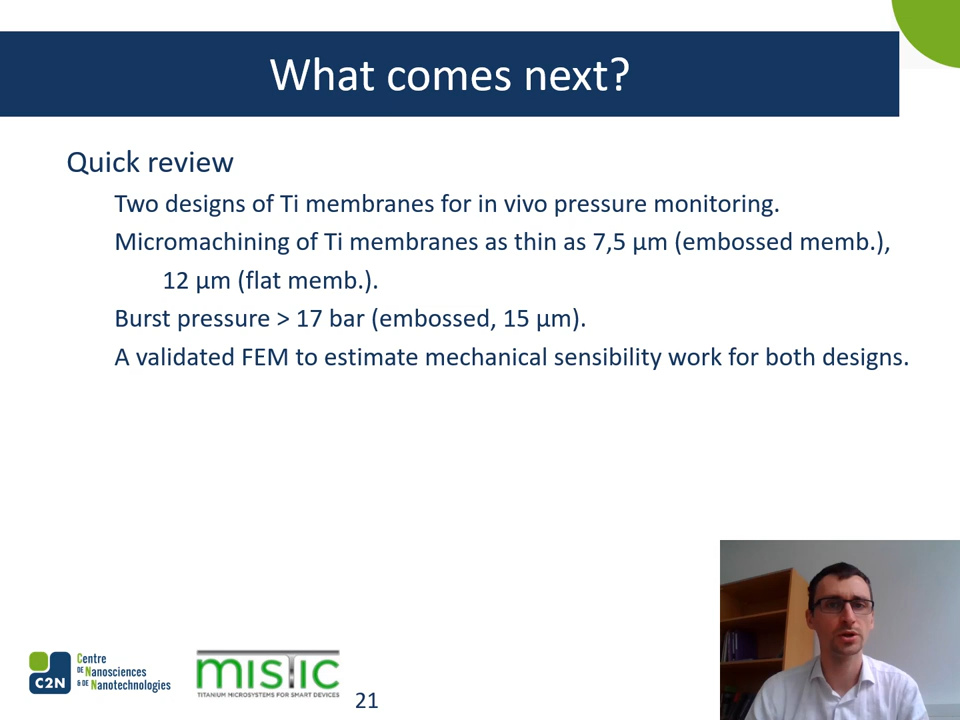 What comes next?
Quick review
Two designs of Ti membranes for in vivo pressure monitoring.
Micromachining of Ti membranes as thin as 7,5 µm (embossed memb.),
12 µm (flat memb.).
Burst pressure > 17 bar (embossed, 15 µm).
A validated FEM to estimate mechanical sensibility work for both designs.
C2N
Centre
DE Nanosciences
& DE Nanotechnologies
MISTIC
TITANIUM MICROSYSTEMS FOR SMART DEVICES
21